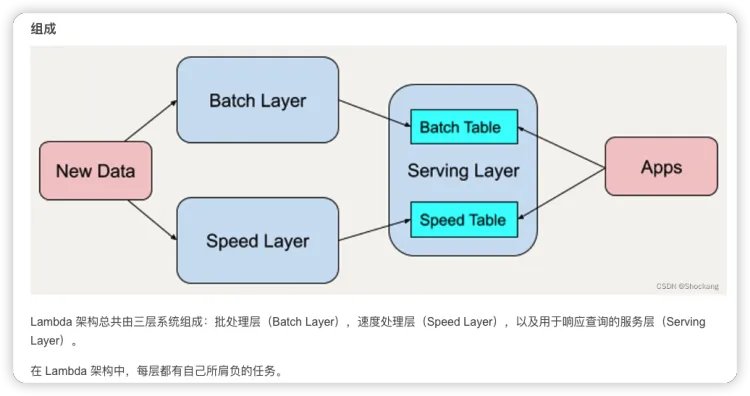 组成
Batch Layer
Batch Table
New Data
Serving Layer
Apps
Speed Table
Speed Layer
CSDN @Shockang
Lambda 架构总共由三层系统组成：批处理层（Batch Layer），速度处理层（Speed Layer），以及用于响应查询的服务层（Serving
Layer）。
在 Lambda 架构中，每层都有自己所肩负的任务。